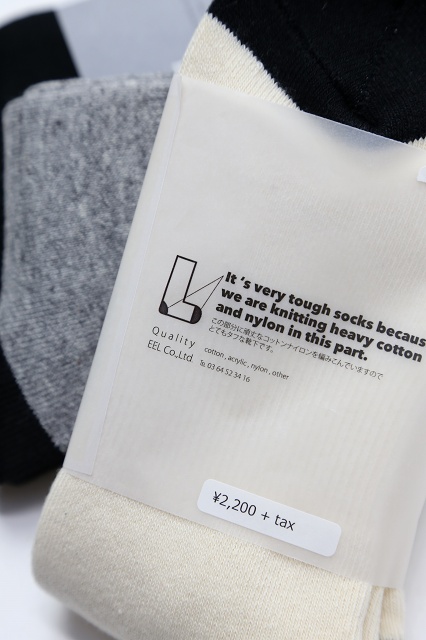 It 's very tough socks becaus
we are knitting heavy cotton
and nylon in this part.
この部分に頑丈なコットンナイロンを編みこんでいますので
とてもタフな靴下です。
cotton , acrylic , nylon , other
℡ 03 64 52 34 16
Quality
EEL Co.,Ltd
¥2,200 + tax